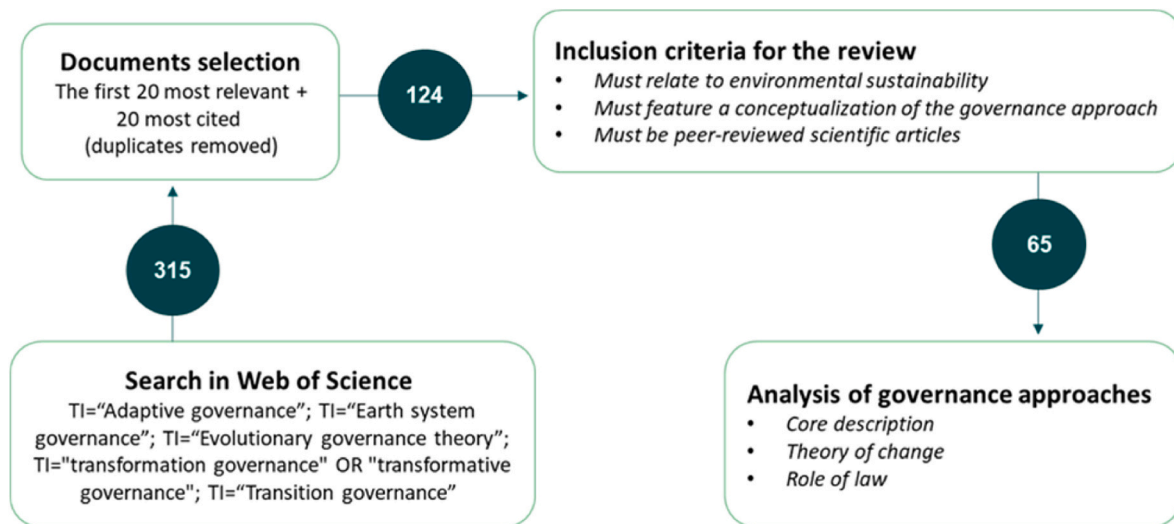 Documents selection
The first 20 most relevant +
20 most cited
(duplicates removed)
124
Inclusion criteria for the review
• Must relate to environmental sustainability
• Must feature a conceptualization of the governance approach
• Must be peer-reviewed scientific articles
315
65
Search in Web of Science
TI=“Adaptive governance”; TI=“Earth system
governance”; TI=“Evolutionary governance theory”;
TI="transformation governance" OR "transformative
governance"; TI=“Transition governance”
Analysis of governance approaches
• Core description
• Theory of change
• Role of law